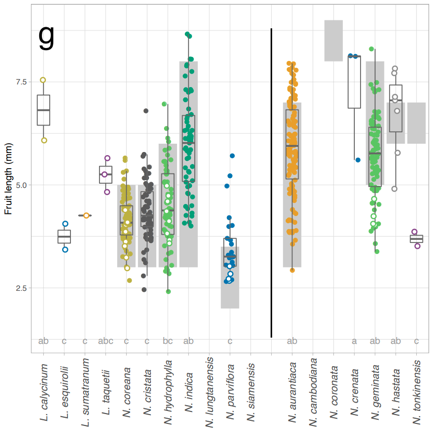 g
Fruit length (mm)
7.5
5.0
2.5
ab c c abc c c bc ab c ab a ab ab c
L. calycinum
L. esquirolii
L. sumatranum
L. taquetii
N. coreana
N. cristata
N. hydrophylla
N. indica
N. lungtanensis
N. parviflora
N. siamensis
N. aurantiaca
N. cambodiana
N. coronata
N. crenata
N. geminata
N. hastata
N. tonkinensis